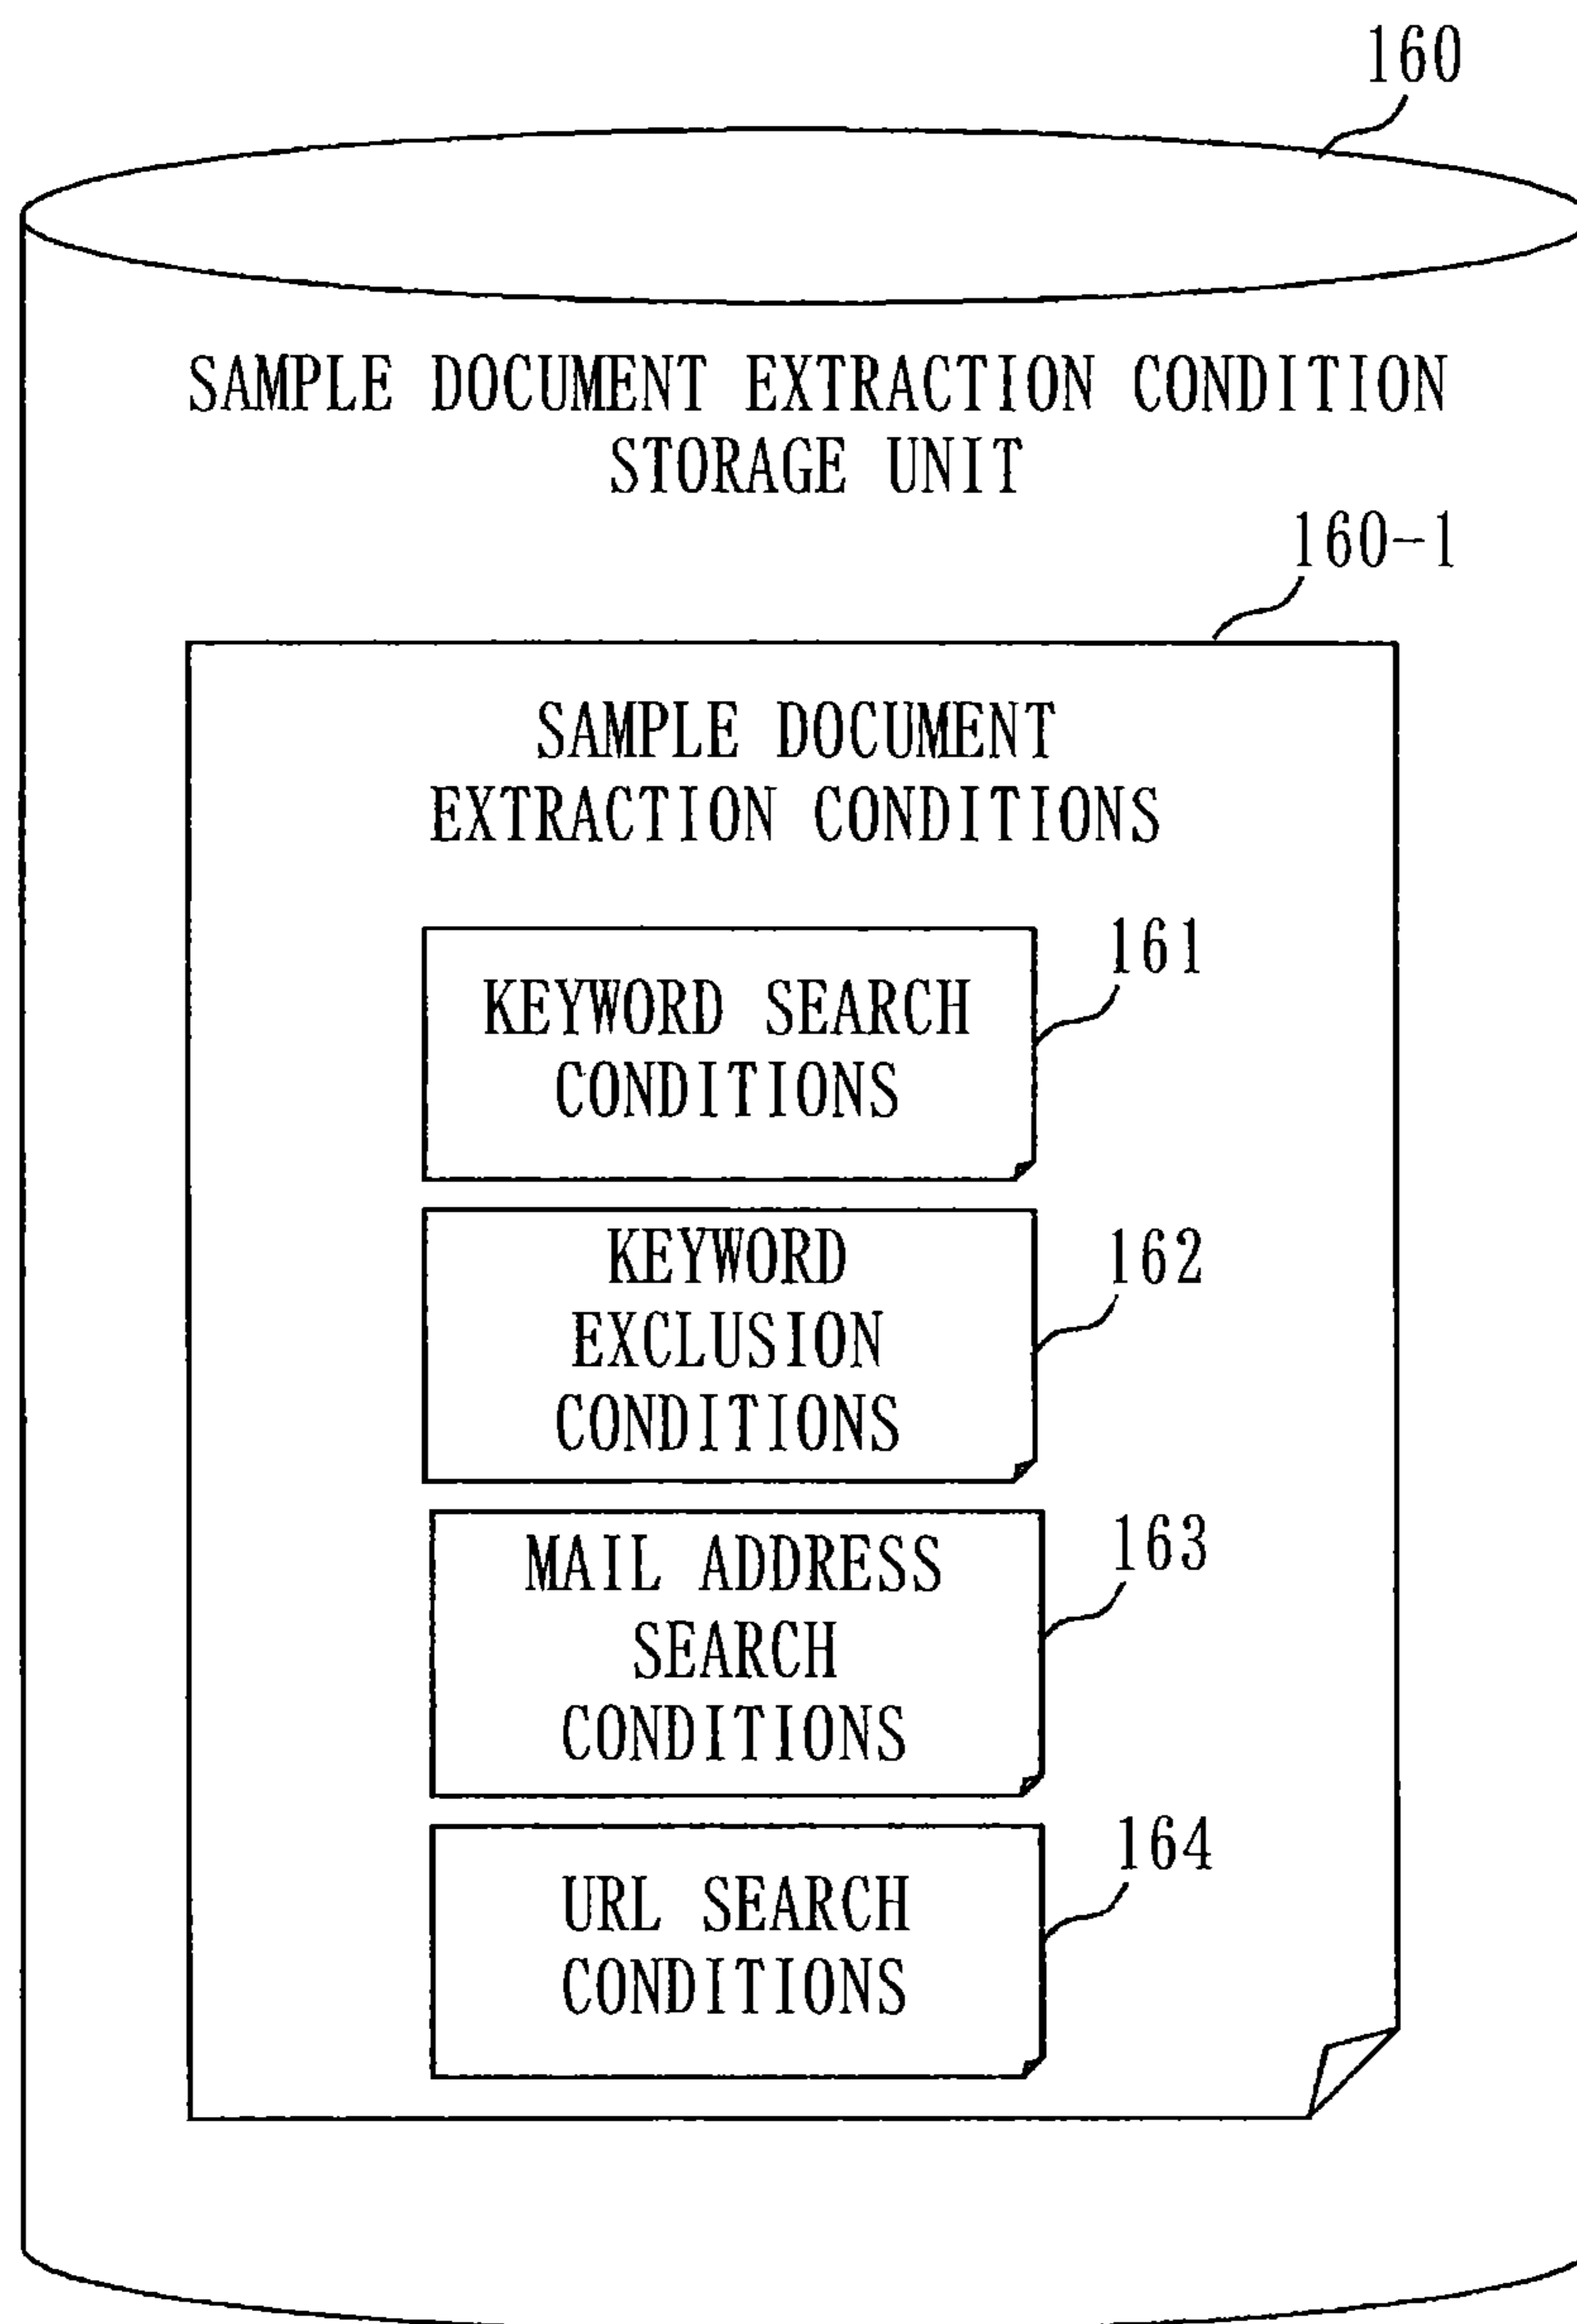 160
SAMPLE DOCUMENT EXTRACTION CONDITION
STORAGE UNIT
160-1
SAMPLE DOCUMENT
EXTRACTION CONDITIONS
161
KEYWORD SEARCH
CONDITIONS
162
KEYWORD
EXCLUSION
CONDITIONS
163
MAIL ADDRESS
SEARCH
CONDITIONS
164
URL SEARCH
CONDITIONS